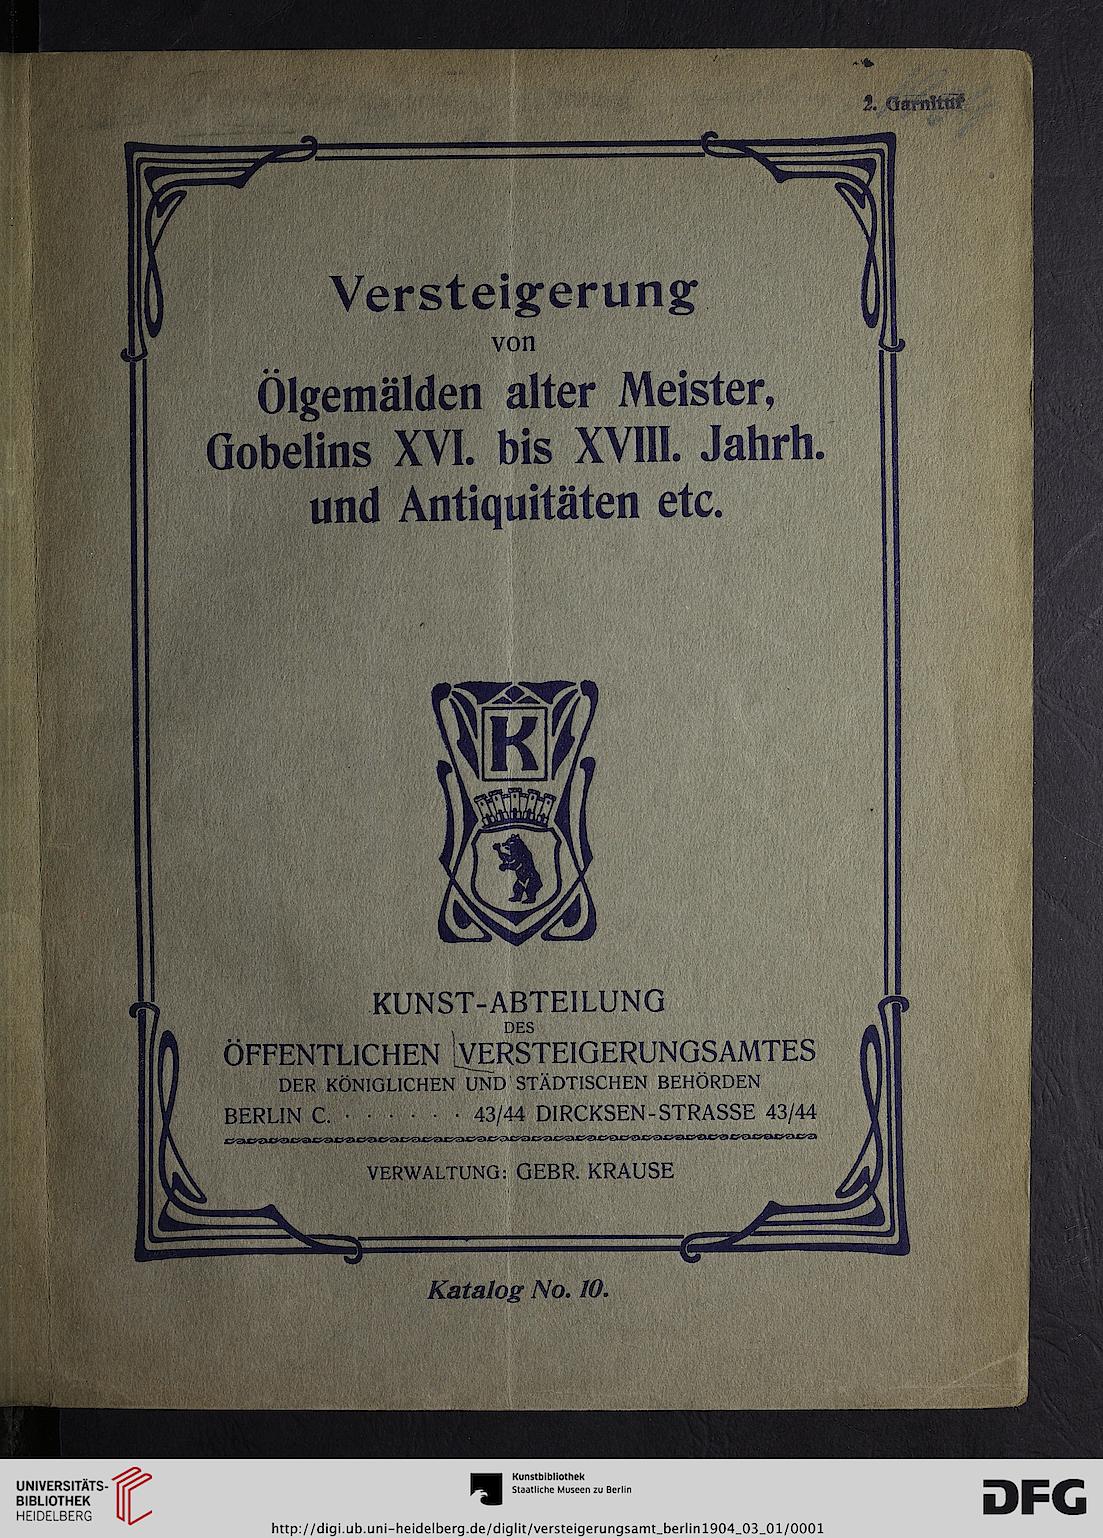 2. Garnitur
Versteigerung
von
Ölgemälden alter Meister,
Gobelins XVI. bis XVIII. Jahrh.
und Antiquitäten etc.
K
KUNST-ABTEILUNG
DES
ÖFFENTLICHEN VERSTEIGERUNGSAMTES
DER KÖNIGLICHEN UND STÄDTISCHEN BEHÖRDEN
BERLIN C. · · · · · · 43/44 DIRCKSEN-STRASSE 43/44
VERWALTUNG: GEBR. KRAUSE
Katalog No. 10.
UNIVERSITÄTS-
BIBLIOTHEK
HEIDELBERG
Kunstbibliothek
Staatliche Museen zu Berlin
DFG
http://digi.ub.uni-heidelberg.de/diglit/versteigerungsamt_berlin1904_03_01/0001